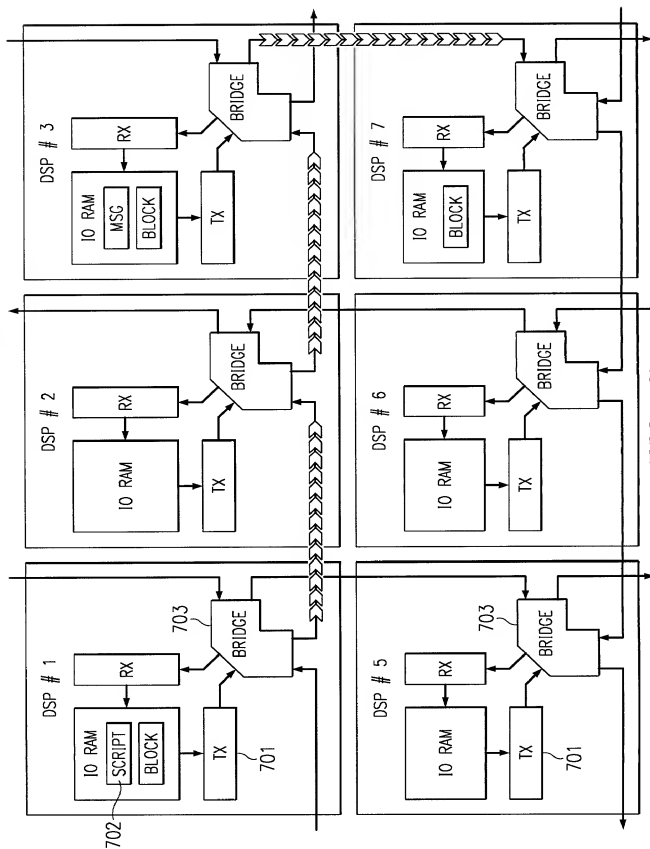 DSP # 1
RX
IO RAM
SCRIPT
BLOCK
702
TX
701
703
BRIDGE
DSP # 2
RX
IO RAM
TX
BRIDGE
DSP # 3
RX
IO RAM
MSG
BLOCK
TX
BRIDGE
DSP # 5
RX
IO RAM
TX
701
703
BRIDGE
DSP # 6
RX
IO RAM
TX
BRIDGE
DSP # 7
RX
IO RAM
BLOCK
TX
BRIDGE